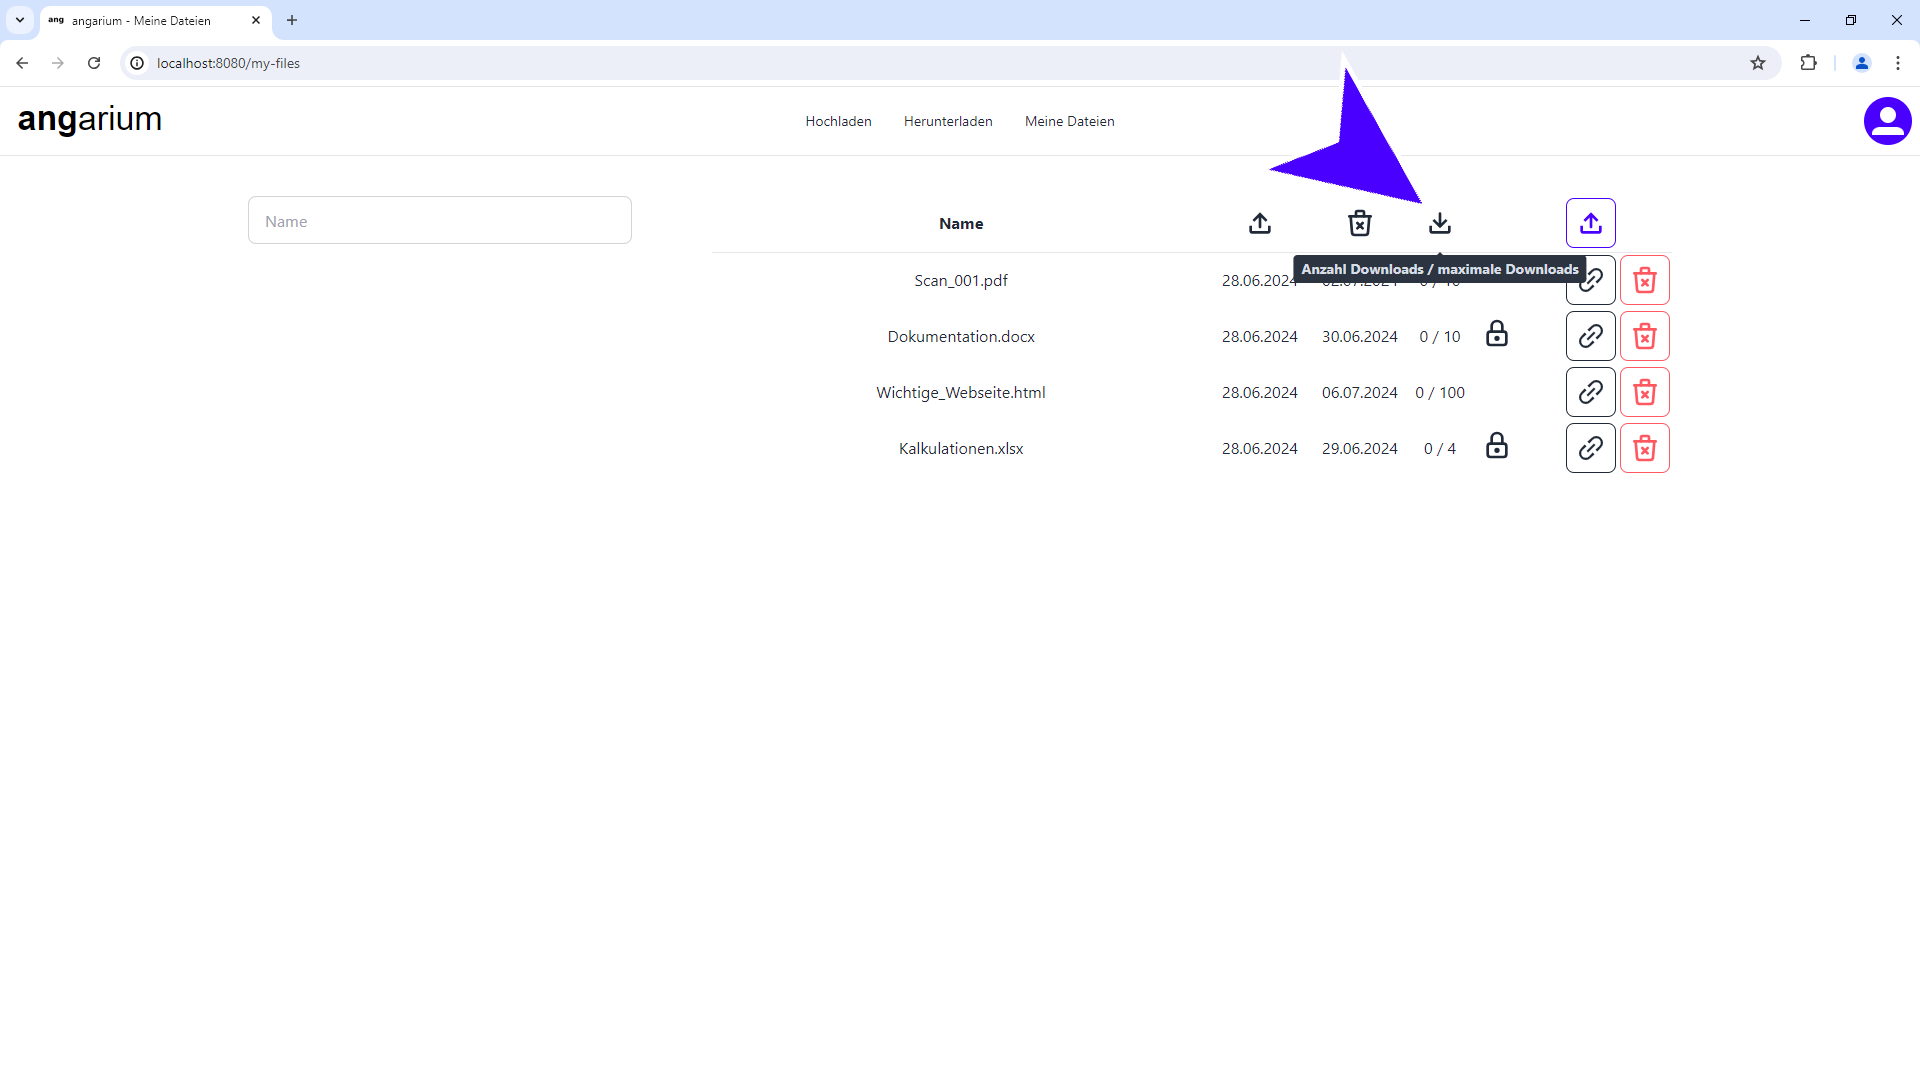 ang angarium - Meine Dateien
localhost:8080/my-files
angarium
Hochladen Herunterladen Meine Dateien
Name
Name
Anzahl Downloads / maximale Downloads
Scan_001.pdf 28.06.2024
Dokumentation.docx 28.06.2024 30.06.2024 0 / 10
Wichtige_Webseite.html 28.06.2024 06.07.2024 0 / 100
Kalkulationen.xlsx 28.06.2024 29.06.2024 0 / 4